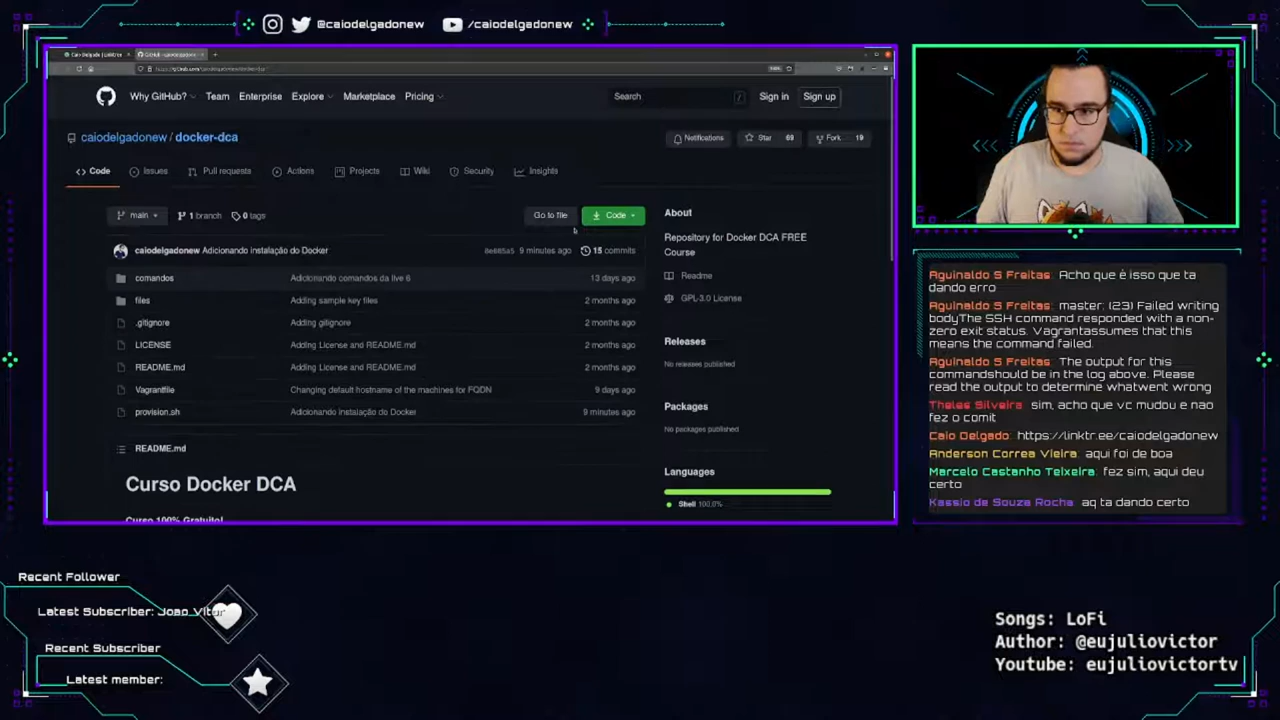 @caiodelgadonew
/caiodelgadonew
Why GitHub?
Team
Enterprise
Explore
Marketplace
Pricing
Search
/
Sign in
Sign up
caiodelgadonew / docker-dca
Notifications
Star 69
Fork 19
Code
Issues
Pull requests
Actions
Projects
Wiki
Security
Insights
main
1 branch
0 tags
Go to file
Code
caiodelgadonew Adicionando instalação do Docker
9 minutes ago
15 commits
comandos
Adicionando comandos da live 6
13 days ago
files
Adding sample key files
2 months ago
.gitignore
Adding gitignore
2 months ago
LICENSE
Adding License and README.md
2 months ago
README.md
Adding License and README.md
2 months ago
Vagrantfile
Changing default hostname of the machines for FQDN
9 days ago
provision.sh
Adicionando instalação do Docker
9 minutes ago
README.md
Curso Docker DCA
Curso 100% Gratuito!
About
Repository for Docker DCA FREE
Course
Readme
GPL-3.0 License
Releases
No releases published
Packages
No packages published
Languages
Shell 100.0%
Aguinaldo S Freitas: Acho que è isso que ta
dando erro
Aguinaldo S Freitas: master: (23) Failed writing
bodyThe SSH command responded with a non-
zero exit status. Vagrantassumes that this
means the command failed.
Aguinaldo S Freitas: The output for this
commandshould be in the log above. Please
read the output to determine whatwent wrong
Thales Silveira: sim, acho que vc mudou e nao
fez o comit
Caio Delgado: https://linktr.ee/caiodelgadonew
Anderson Correa Vieira: aqui foi de boa
Marcelo Castanho Teixeira: fez sim, aqui deu
certo
Kassio de Souza Rocha: aq ta dando certo
Recent Follower
Latest Subscriber: Joao Vitor
Recent Subscriber
Latest member:
Songs: LoFi
Author: @eujuliovictor
Youtube: eujuliovictortv